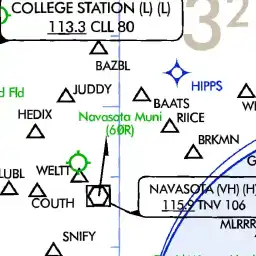 COLLEGE STATION (L) (L)
113.3 CLL 80
32
BAZBL
HIPPS
d Fld
JUDDY
BAATS
HEDIX
Navasota Muni
(60R)
RIICE
BRKMN
WELTT
LUBL
COUTH
NAVASOTA (VH) (H)
115.9 TNV 106
MLRRR
SNIFY